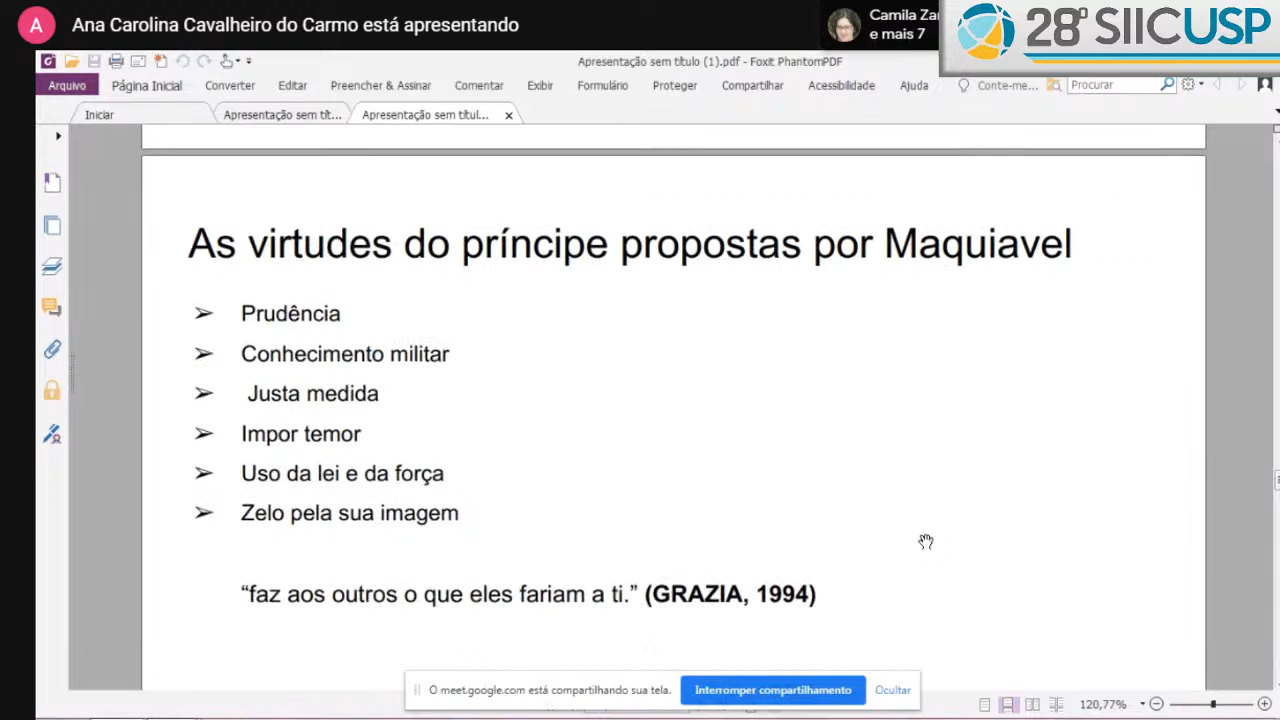 A Ana Carolina Cavalheiro do Carmo está apresentando
Camila Za
e mais 7
28º SIICUSP
Apresentação sem título (1).pdf - Foxit PhantomPDF
Arquivo Página Inicial Converter Editar Preencher & Assinar Comentar Exibir Formulário Proteger Compartilhar Acessibilidade Ajuda Conte-me... Procurar
Iniciar Apresentação sem tít... Apresentação sem títul...
As virtudes do príncipe propostas por Maquiavel
➢ Prudência
➢ Conhecimento militar
➢ Justa medida
➢ Impor temor
➢ Uso da lei e da força
➢ Zelo pela sua imagem
“faz aos outros o que eles fariam a ti.” (GRAZIA, 1994)
O meet.google.com está compartilhando sua tela. Interromper compartilhamento Ocultar
120,77%